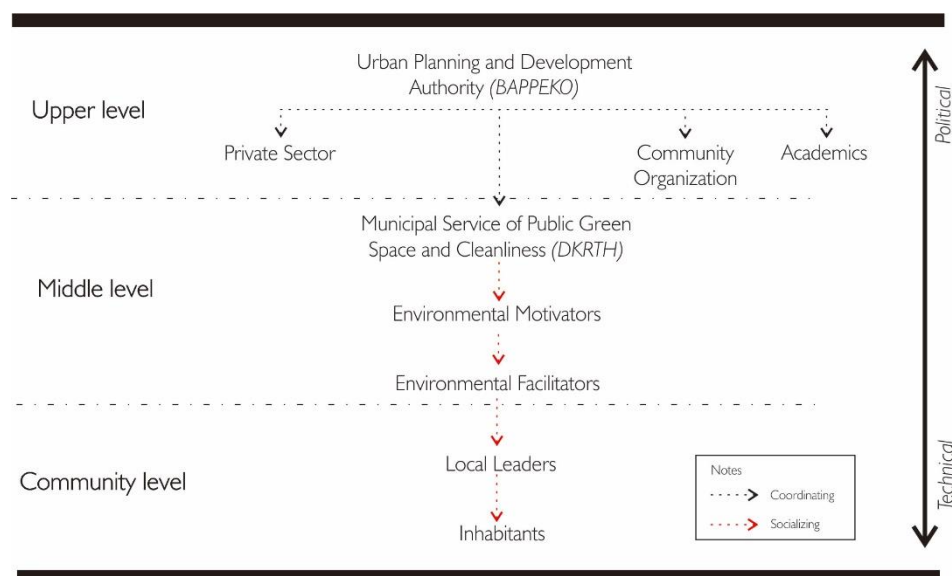 Urban Planning and Development
Authority (BAPPEKO)
Upper level
Political
Private Sector
Community
Organization
Academics
Municipal Service of Public Green
Space and Cleanliness (DKRTH)
Middle level
Environmental Motivators
Environmental Facilitators
Community level
Local Leaders
Inhabitants
Notes
Coordinating
Socializing
Technical